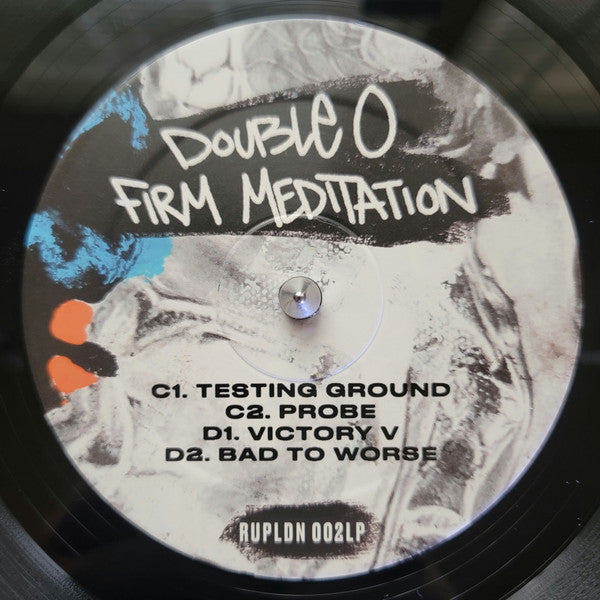 DOUBLE O
FIRM MEDITATION
C1. TESTING GROUND
C2. PROBE
D1. VICTORY V
D2. BAD TO WORSE
RUPLDN 002LP